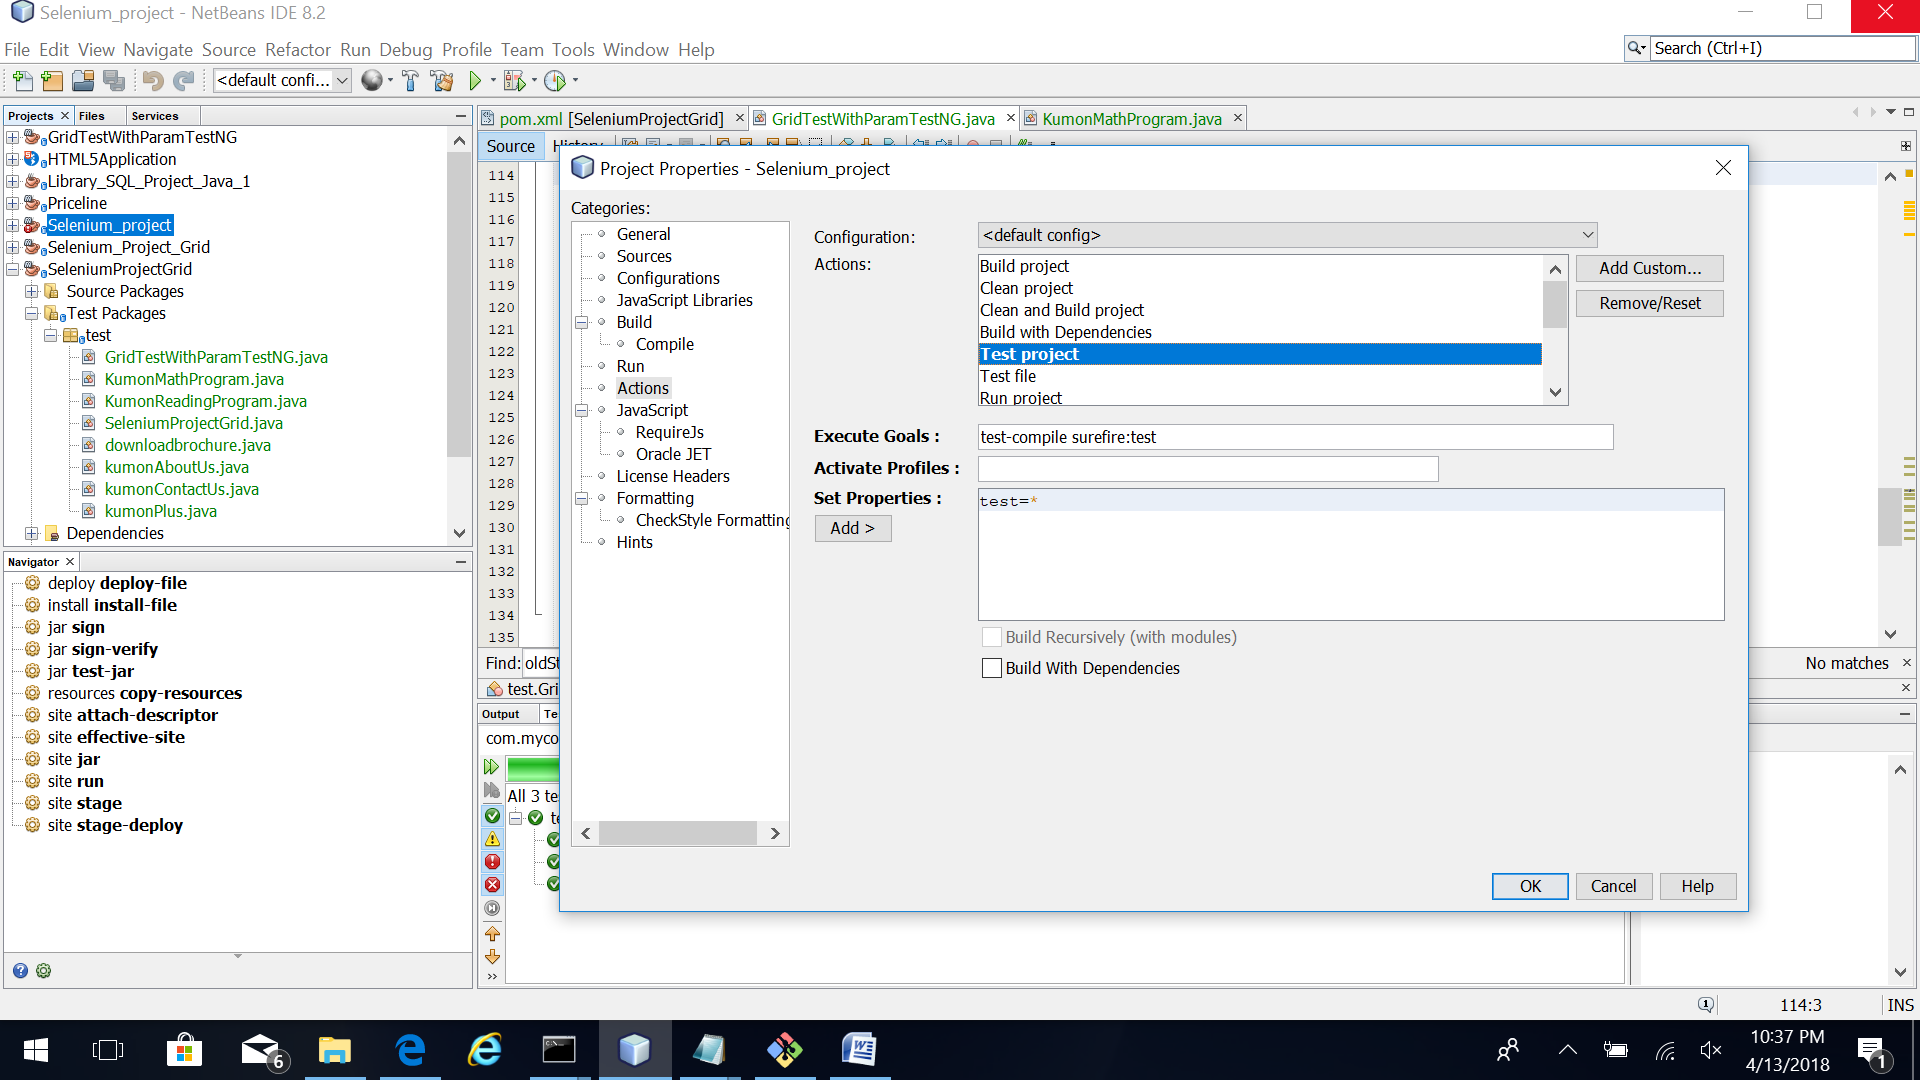 Selenium_project - NetBeans IDE 8.2
File Edit View Navigate Source Refactor Run Debug Profile Team Tools Window Help
Search (Ctrl+I)
<default confi...
Projects Files Services
GridTestWithParamTestNG
HTML5Application
Library_SQL_Project_Java_1
Priceline
Selenium_project
Selenium_Project_Grid
SeleniumProjectGrid
Source Packages
Test Packages
test
GridTestWithParamTestNG.java
KumonMathProgram.java
KumonReadingProgram.java
SeleniumProjectGrid.java
downloadbrochure.java
kumonAboutUs.java
kumonContactUs.java
kumonPlus.java
Dependencies
Navigator
deploy deploy-file
install install-file
jar sign
jar sign-verify
jar test-jar
resources copy-resources
site attach-descriptor
site effective-site
site jar
site run
site stage
site stage-deploy
pom.xml [SeleniumProjectGrid]
GridTestWithParamTestNG.java
KumonMathProgram.java
Source History
114
115
116
117
118
119
120
121
122
123
124
125
126
127
128
129
130
131
132
133
134
135
Find: oldSt
No matches
test.Gri
Output Te
com.myco
All 3 te
te
Project Properties - Selenium_project
Categories:
General
Sources
Configurations
JavaScript Libraries
Build
Compile
Run
Actions
JavaScript
RequireJs
Oracle JET
License Headers
Formatting
CheckStyle Formatting
Hints
Configuration: <default config>
Actions:
Build project
Clean project
Clean and Build project
Build with Dependencies
Test project
Test file
Run project
Add Custom...
Remove/Reset
Execute Goals : test-compile surefire:test
Activate Profiles :
Set Properties : test=*
Add >
Build Recursively (with modules)
Build With Dependencies
OK Cancel Help
114:3 INS
6
10:37 PM
4/13/2018
1